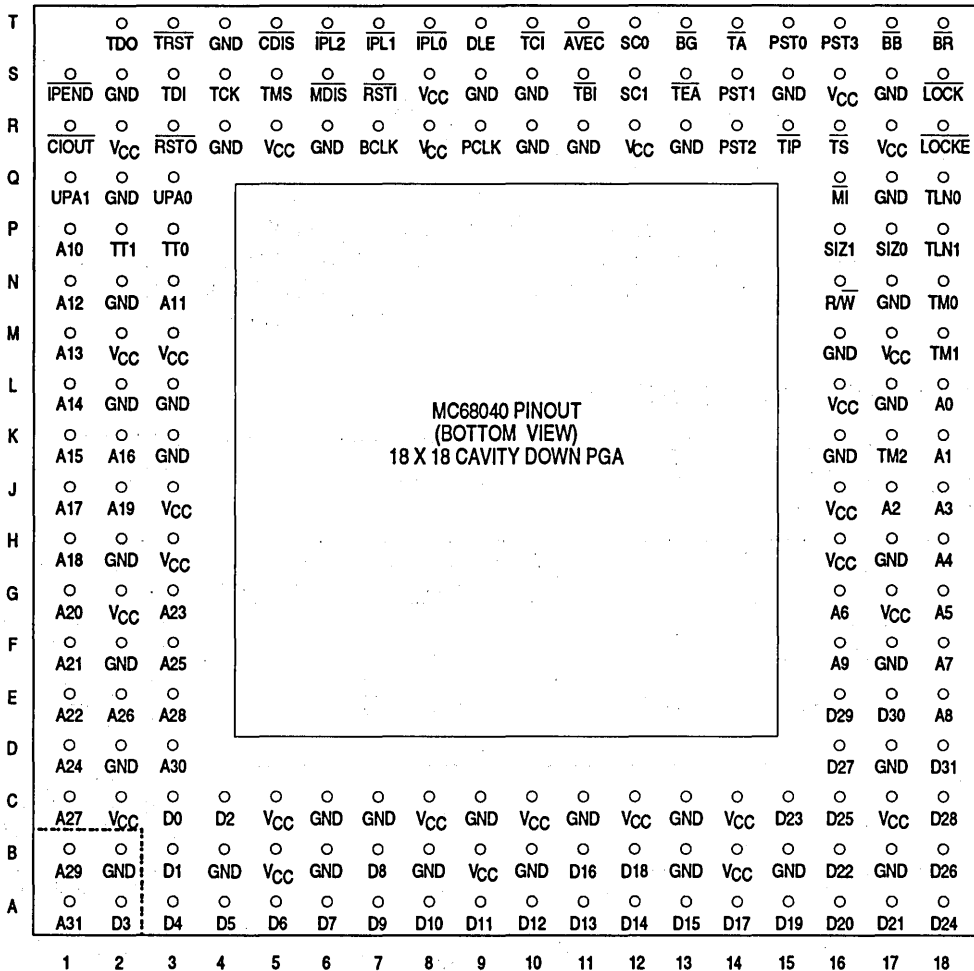 T
TDO TRST GND CDIS IPL2 IPL1 IPL0 DLE TCI AVEC SC0 BG TA PST0 PST3 BB BR
S
IPEND GND TDI TCK TMS MDIS RSTI VCC GND GND TBI SC1 TEA PST1 GND VCC GND LOCK
R
CIOUT VCC RSTO GND VCC GND BCLK VCC PCLK GND GND VCC GND PST2 TIP TS VCC LOCKE
Q
UPA1 GND UPA0 MI GND TLN0
P
A10 TT1 TT0 SIZ1 SIZ0 TLN1
N
A12 GND A11 R/W GND TM0
M
A13 VCC VCC GND VCC TM1
L
A14 GND GND VCC GND A0
MC68040 PINOUT
(BOTTOM VIEW)
18 X 18 CAVITY DOWN PGA
K
A15 A16 GND GND TM2 A1
J
A17 A19 VCC VCC A2 A3
H
A18 GND VCC VCC GND A4
G
A20 VCC A23 A6 VCC A5
F
A21 GND A25 A9 GND A7
E
A22 A26 A28 D29 D30 A8
D
A24 GND A30 D27 GND D31
C
A27 VCC D0 D2 VCC GND GND VCC GND VCC GND VCC GND VCC D23 D25 VCC D28
B
A29 GND D1 GND VCC GND D8 GND VCC GND D16 D18 GND VCC GND D22 GND D26
A
A31 D3 D4 D5 D6 D7 D9 D10 D11 D12 D13 D14 D15 D17 D19 D20 D21 D24
1 2 3 4 5 6 7 8 9 10 11 12 13 14 15 16 17 18